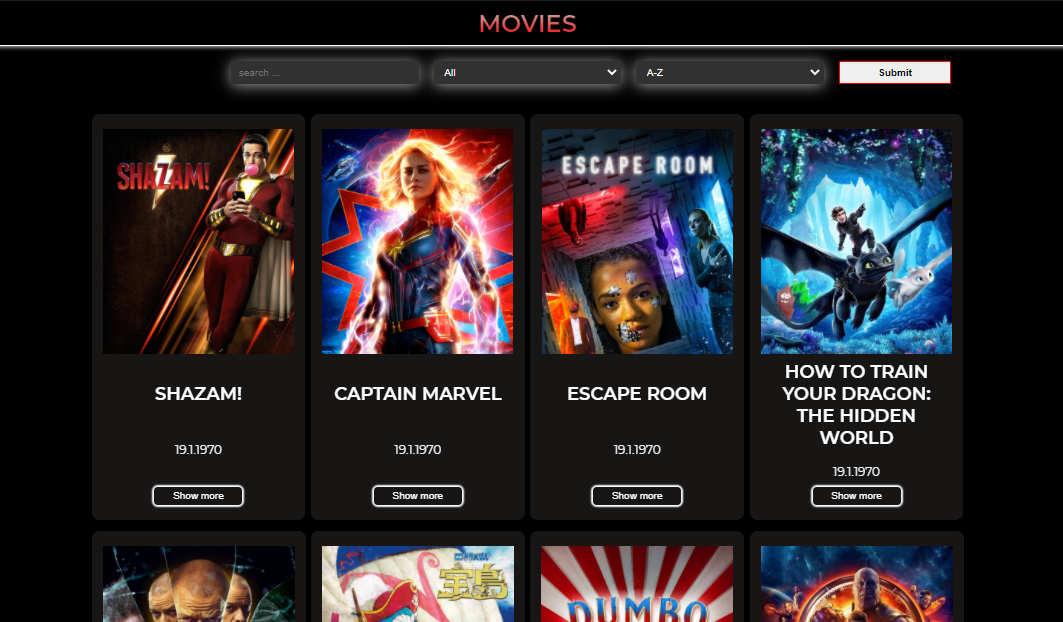 MOVIES
search ...
All
A-Z
Submit
SHAZAM!
ESCAPE ROOM
SHAZAM!
CAPTAIN MARVEL
ESCAPE ROOM
HOW TO TRAIN
YOUR DRAGON:
THE HIDDEN
WORLD
19.1.1970
19.1.1970
19.1.1970
19.1.1970
Show more
Show more
Show more
Show more
宝島
DUMBO